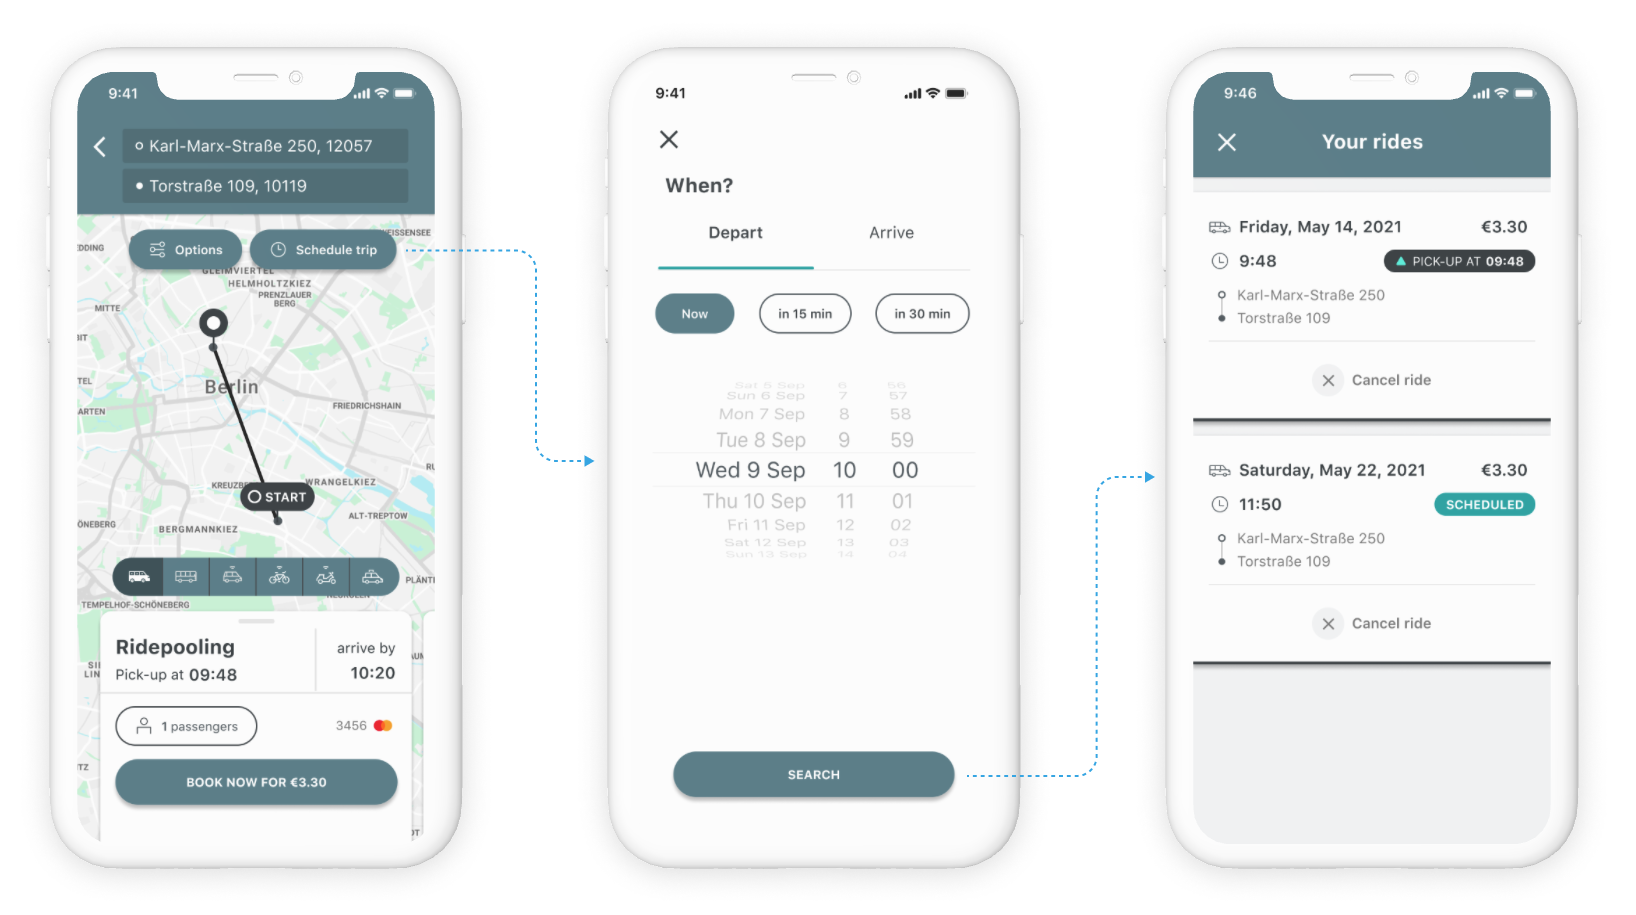 9:41
Karl-Marx-Straße 250, 12057
Torstraße 109, 10119
EISSENSEE
DDING
Options
Schedule trip
GLEIMVIERTEL
HELMHOLTZKIEZ
PRENZLAUER
BERG
MITTE
Berlin
TEL
ARTEN
FRIEDRICHSHAIN
KREUZBE
START
WRANGELKIEZ
ALT-TREPTOW
ÖNEBERG
BERGMANNKIEZ
PLÄNT
TEMPELHOF-SCHÖNEBERG
Ridepooling
arrive by
Pick-up at 09:48
10:20
1 passengers
3456
BOOK NOW FOR €3.30
9:41
When?
Depart
Arrive
Now
in 15 min
in 30 min
Sat 5 Sep 6 56
Sun 6 Sep 7 57
Mon 7 Sep 8 58
Tue 8 Sep 9 59
Wed 9 Sep 10 00
Thu 10 Sep 11 01
Fri 11 Sep 12 02
Sat 12 Sep 13 03
Sun 13 Sep 14 04
SEARCH
9:46
Your rides
Friday, May 14, 2021
€3.30
9:48
PICK-UP AT 09:48
Karl-Marx-Straße 250
Torstraße 109
Cancel ride
Saturday, May 22, 2021
€3.30
11:50
SCHEDULED
Karl-Marx-Straße 250
Torstraße 109
Cancel ride